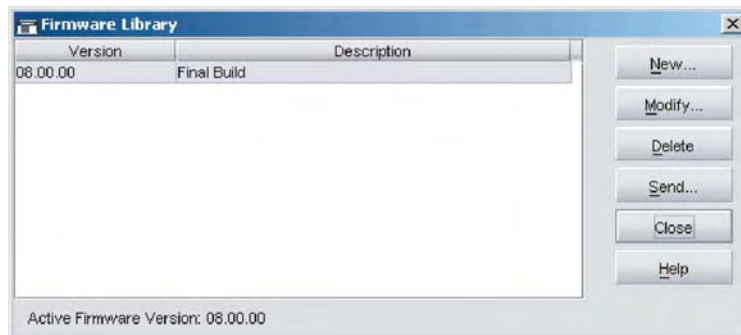 Firmware Library
Version Description
08.00.00 Final Build
New...
Modify...
Delete
Send...
Close
Help
Active Firmware Version: 08.00.00